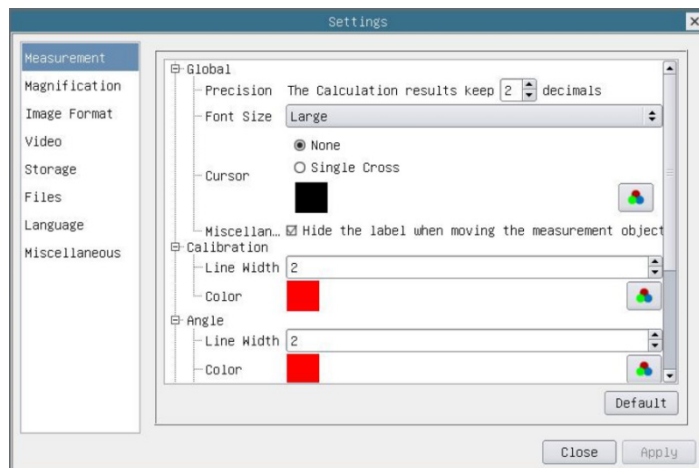 Settings
Measurement
Magnification
Image Format
Video
Storage
Files
Language
Miscellaneous
Global
Precision The Calculation results keep 2 decimals
Font Size Large
None
Single Cross
Cursor
Miscellan... Hide the label when moving the measurement object
Calibration
Line Width 2
Color
Angle
Line Width 2
Color
Default
Close Apply